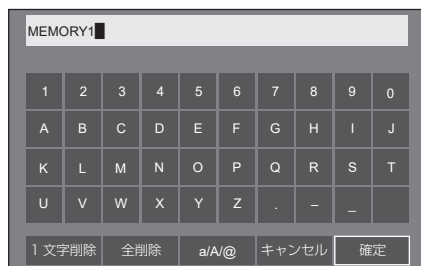 MEMORY1
1 2 3 4 5 6 7 8 9 0
A B C D E F G H I J
K L M N O P Q R S T
U V W X Y Z . – _
1 文字削除 全削除 a/A/@ キャンセル 確定